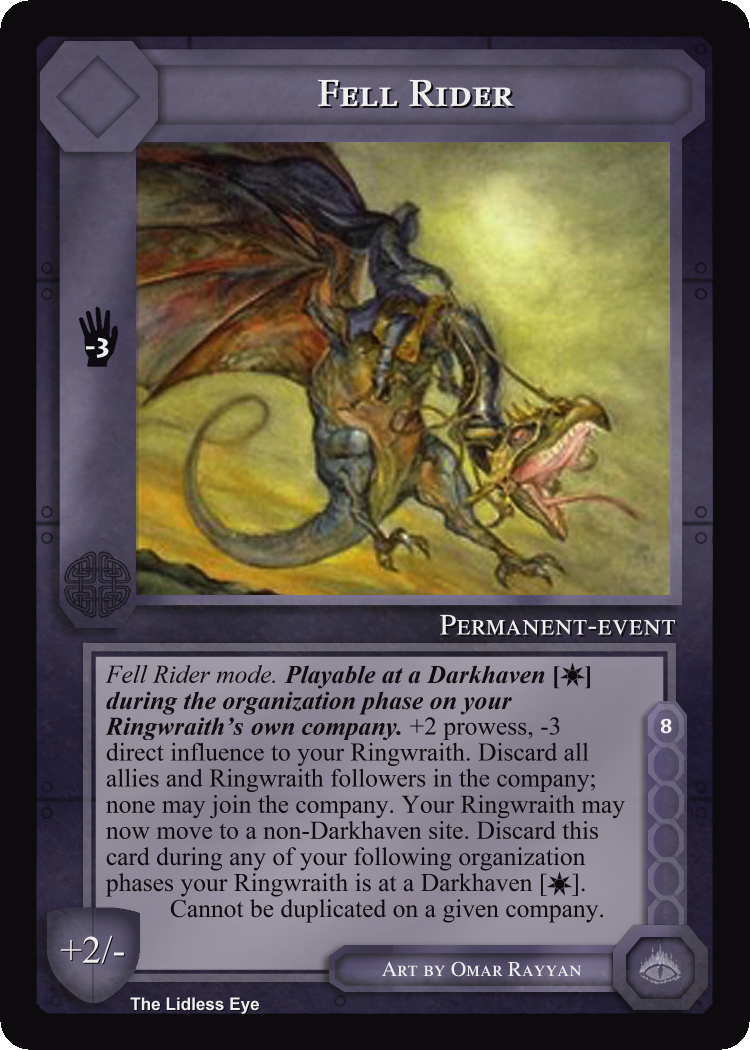 Fell Rider
-3
Permanent-event
Fell Rider mode. Playable at a Darkhaven [✷]
during the organization phase on your
Ringwraith's own company. +2 prowess, -3
direct influence to your Ringwraith. Discard all
allies and Ringwraith followers in the company;
none may join the company. Your Ringwraith may
now move to a non-Darkhaven site. Discard this
card during any of your following organization
phases your Ringwraith is at a Darkhaven [✷].
Cannot be duplicated on a given company.
8
+2/-
Art by Omar Rayyan
The Lidless Eye